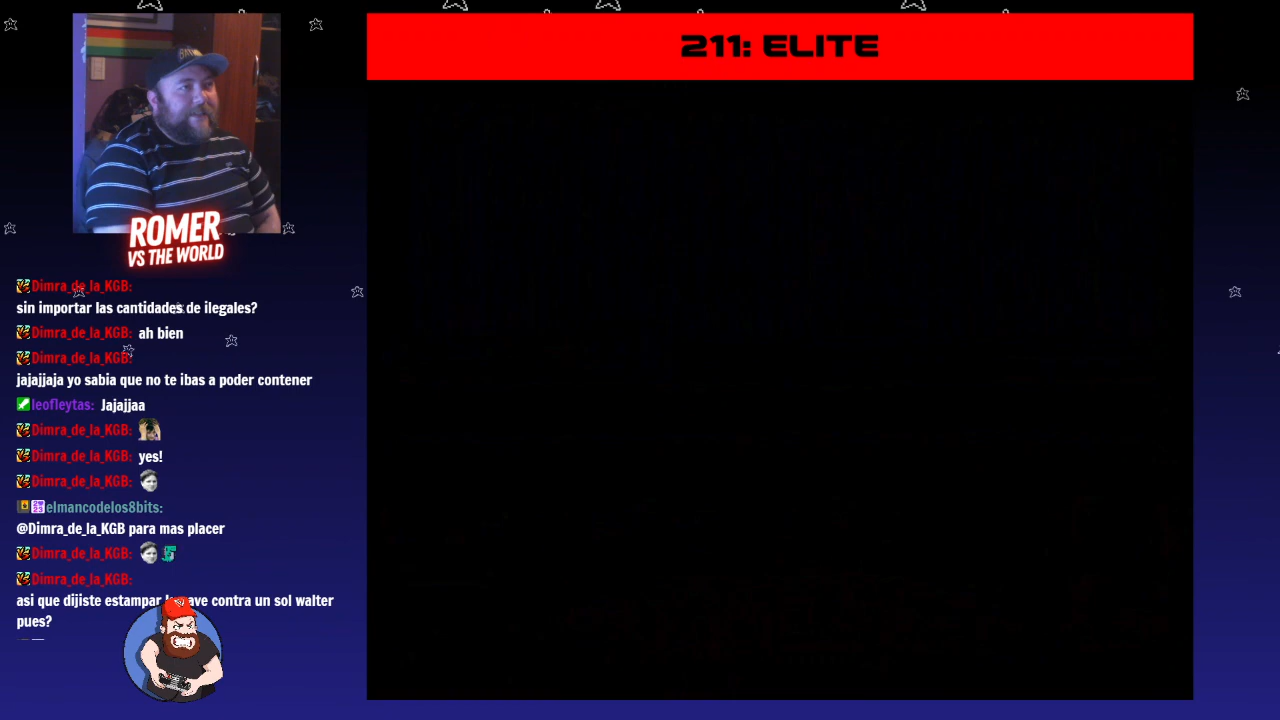 211: ELITE
ROMER
VS THE WORLD
Dimra_de_la_KGB:
sin importar las cantidades de ilegales?
Dimra_de_la_KGB: ah bien
Dimra_de_la_KGB:
jajajjaja yo sabia que no te ibas a poder contener
leofleytas: Jajajjaa
Dimra_de_la_KGB:
Dimra_de_la_KGB: yes!
Dimra_de_la_KGB:
elmancodelos8bits:
@Dimra_de_la_KGB para mas placer
Dimra_de_la_KGB:
Dimra_de_la_KGB:
asi que dijiste estampar contra un sol walter
pues?